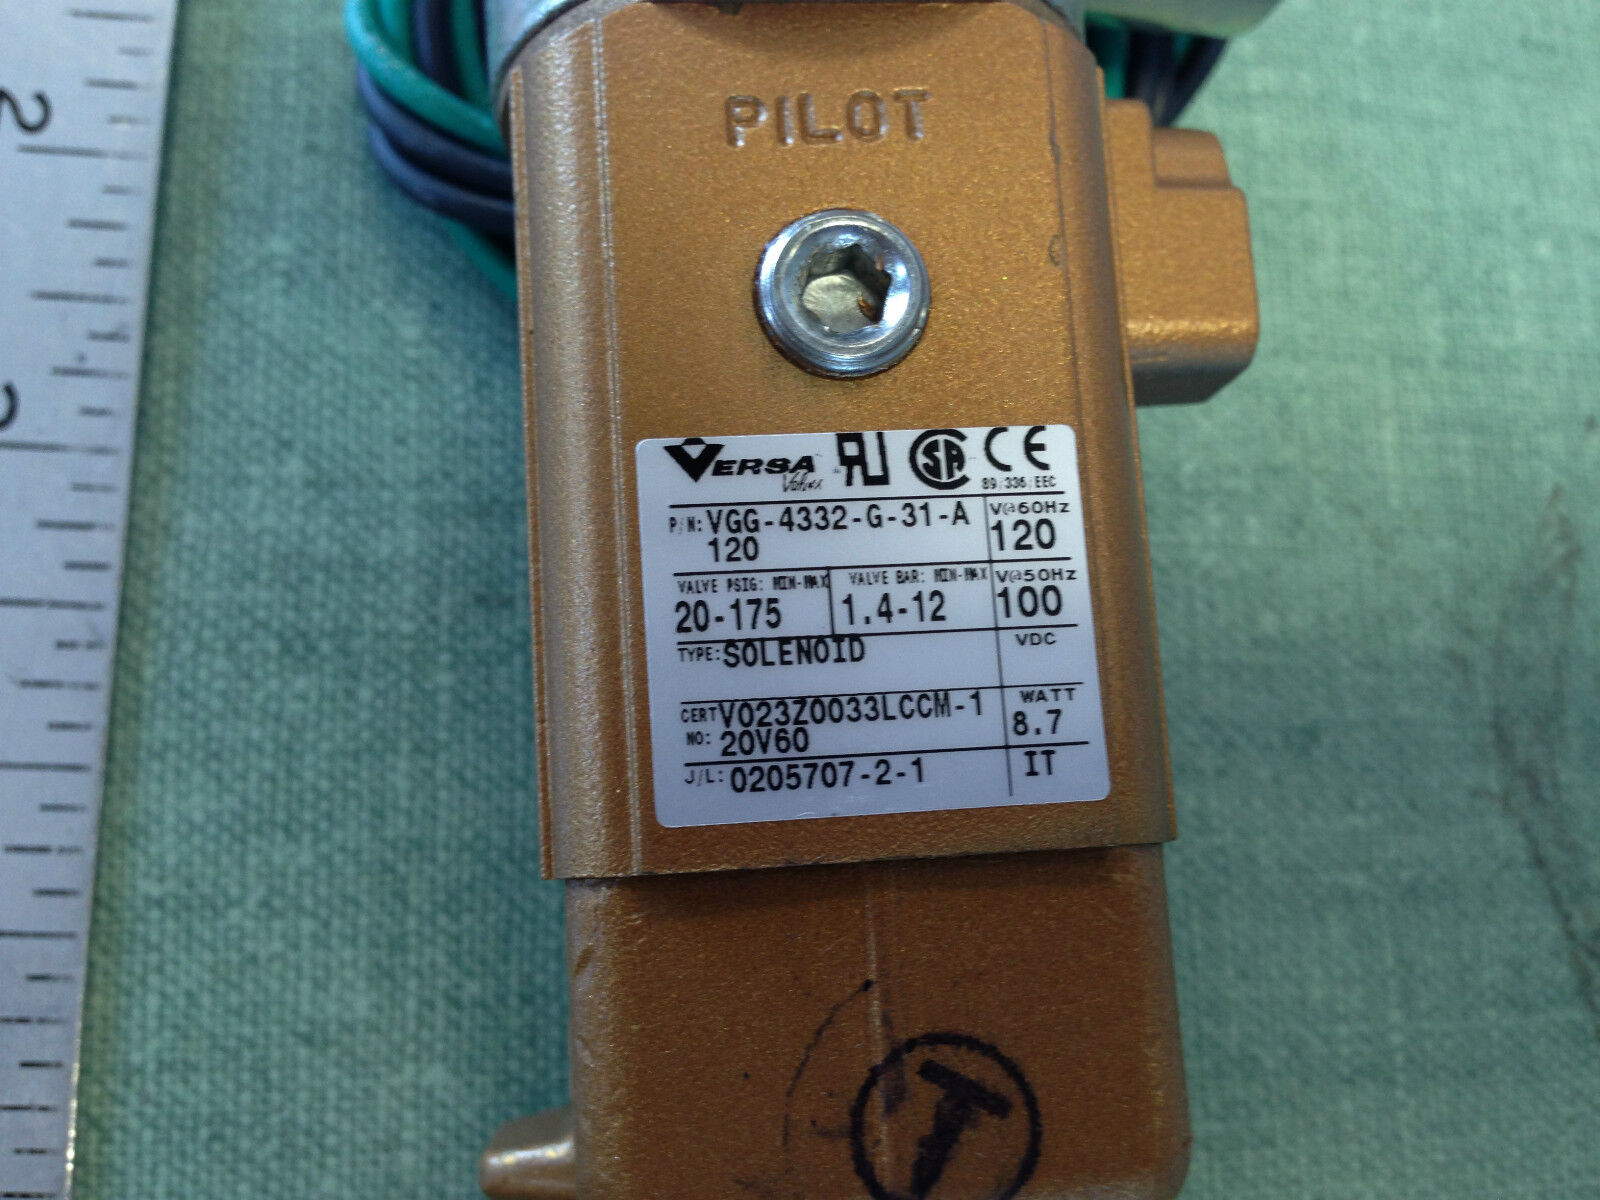 2
PILOT
VERSA
Valves
SA
CE
89/336/EEC
P/N: VGG-4332-G-31-A
120
V@60Hz
120
VALVE PSIG: MIN-MAX
20-175
VALVE BAR: MIN-MAX
1.4-12
V@50Hz
100
TYPE: SOLENOID
VDC
CERT NO: V023Z0033LCCM-1
20V60
WATT
8.7
J/L: 0205707-2-1
IT
T